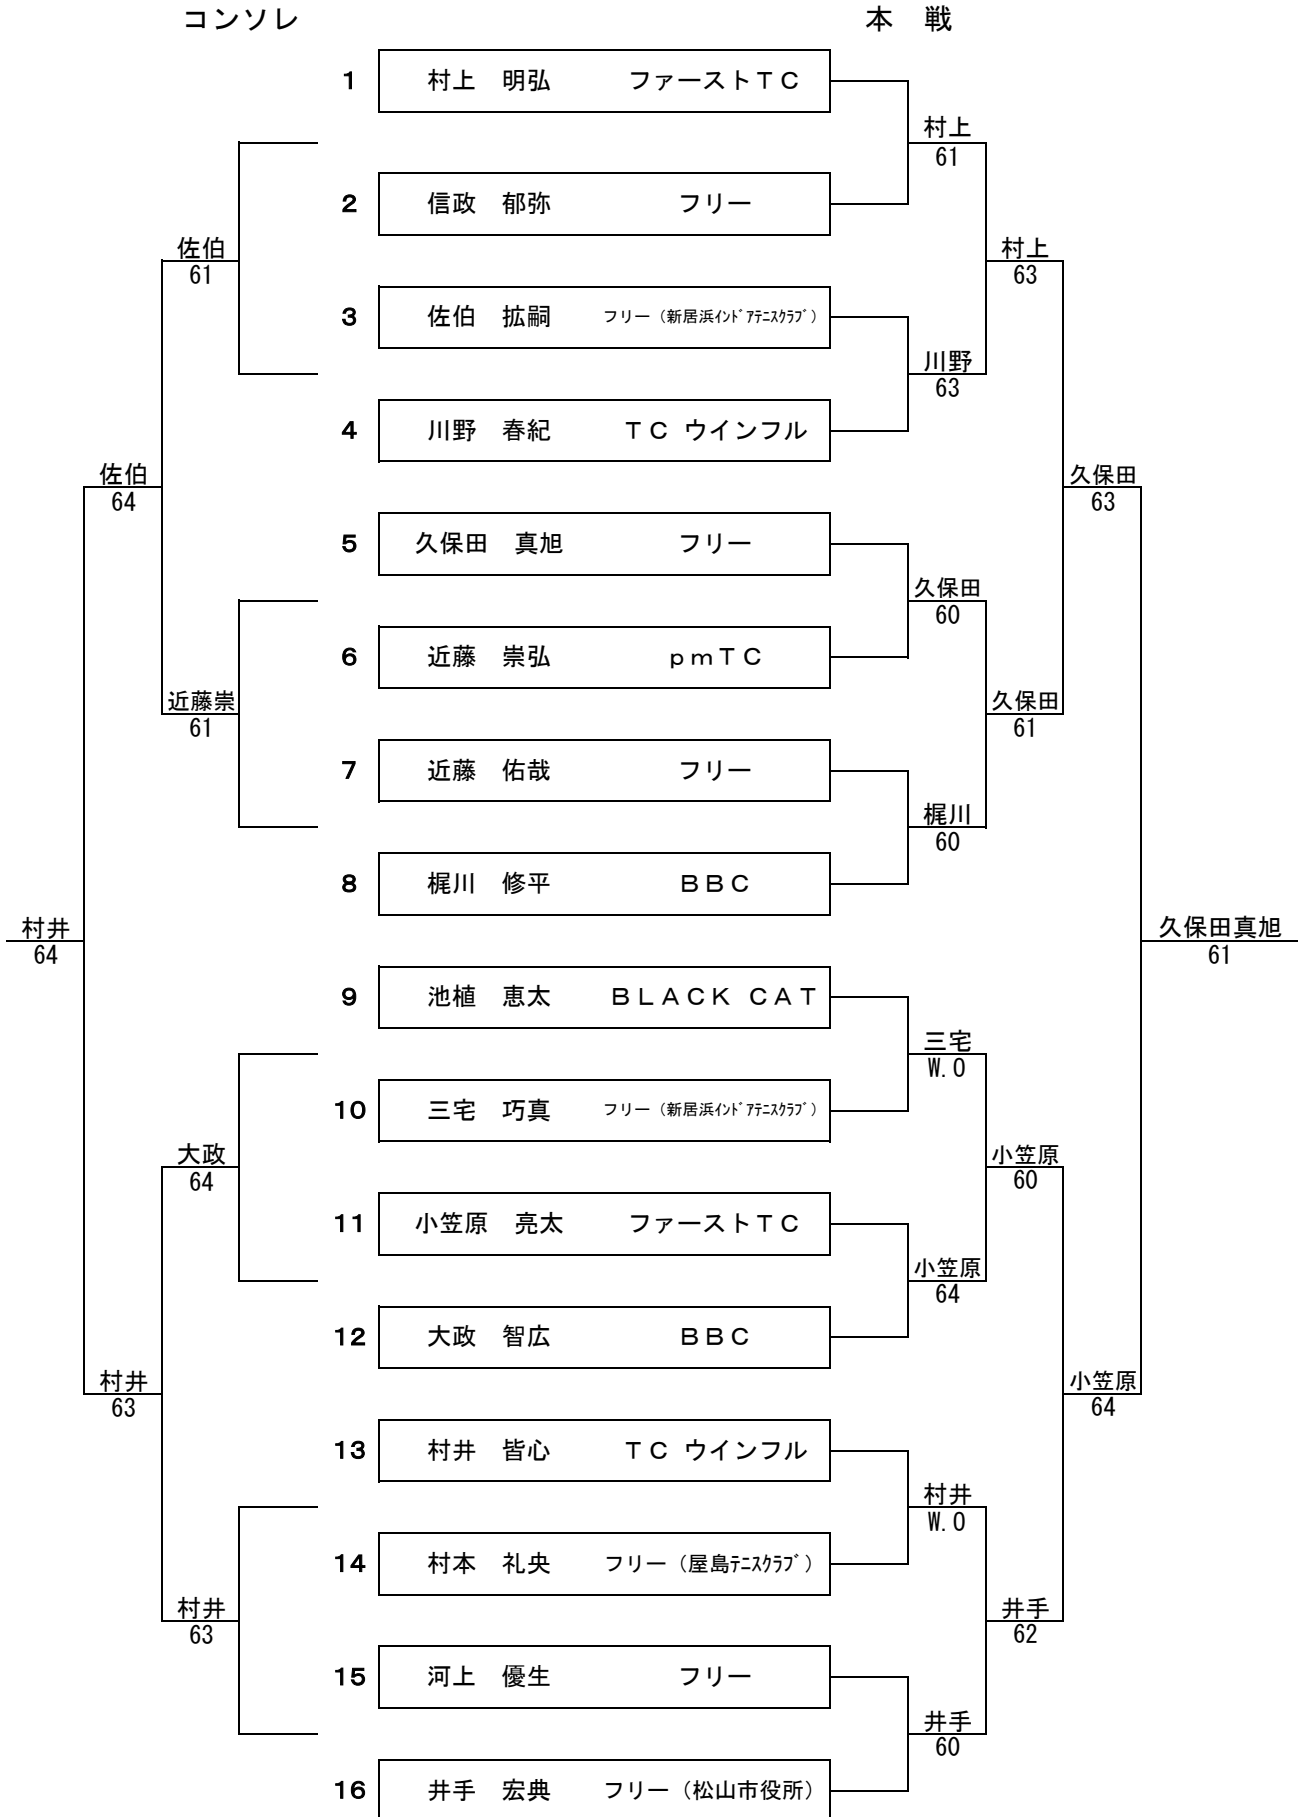 コンソレ 本 戦
1 村上 明弘 ファーストＴＣ
村上
61
2 信政 郁弥 フリー
佐伯 村上
61 63
3 佐伯 拡嗣 フリー（新居浜ｲﾝﾄﾞｱﾃﾆｽｸﾗﾌﾞ）
川野
63
4 川野 春紀 ＴＣ ウインフル
佐伯 久保田
64 63
5 久保田 真旭 フリー
久保田
60
6 近藤 崇弘 ｐｍＴＣ
近藤崇 久保田
61 61
7 近藤 佑哉 フリー
梶川
60
8 梶川 修平 ＢＢＣ
村井 久保田真旭
64 61
9 池植 恵太 ＢＬＡＣＫ ＣＡＴ
三宅
W.O
10 三宅 巧真 フリー（新居浜ｲﾝﾄﾞｱﾃﾆｽｸﾗﾌﾞ）
大政 小笠原
64 60
11 小笠原 亮太 ファーストＴＣ
小笠原
64
12 大政 智広 ＢＢＣ
村井 小笠原
63 64
13 村井 皆心 ＴＣ ウインフル
村井
W.O
14 村本 礼央 フリー（屋島ﾃﾆｽｸﾗﾌﾞ）
村井 井手
63 62
15 河上 優生 フリー
井手
60
16 井手 宏典 フリー（松山市役所）